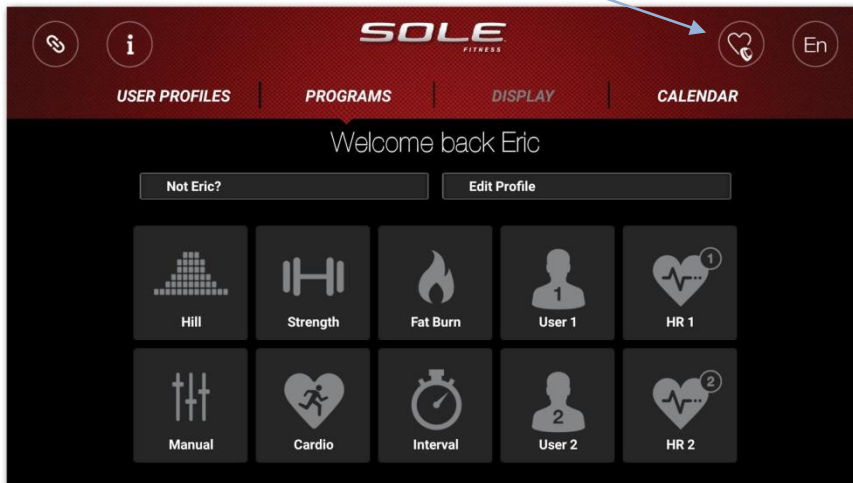 i
SOLE
FITNESS
En
USER PROFILES PROGRAMS DISPLAY CALENDAR
Welcome back Eric
Not Eric? Edit Profile
1
1
Hill Strength Fat Burn User 1 HR 1
2
2
Manual Cardio Interval User 2 HR 2